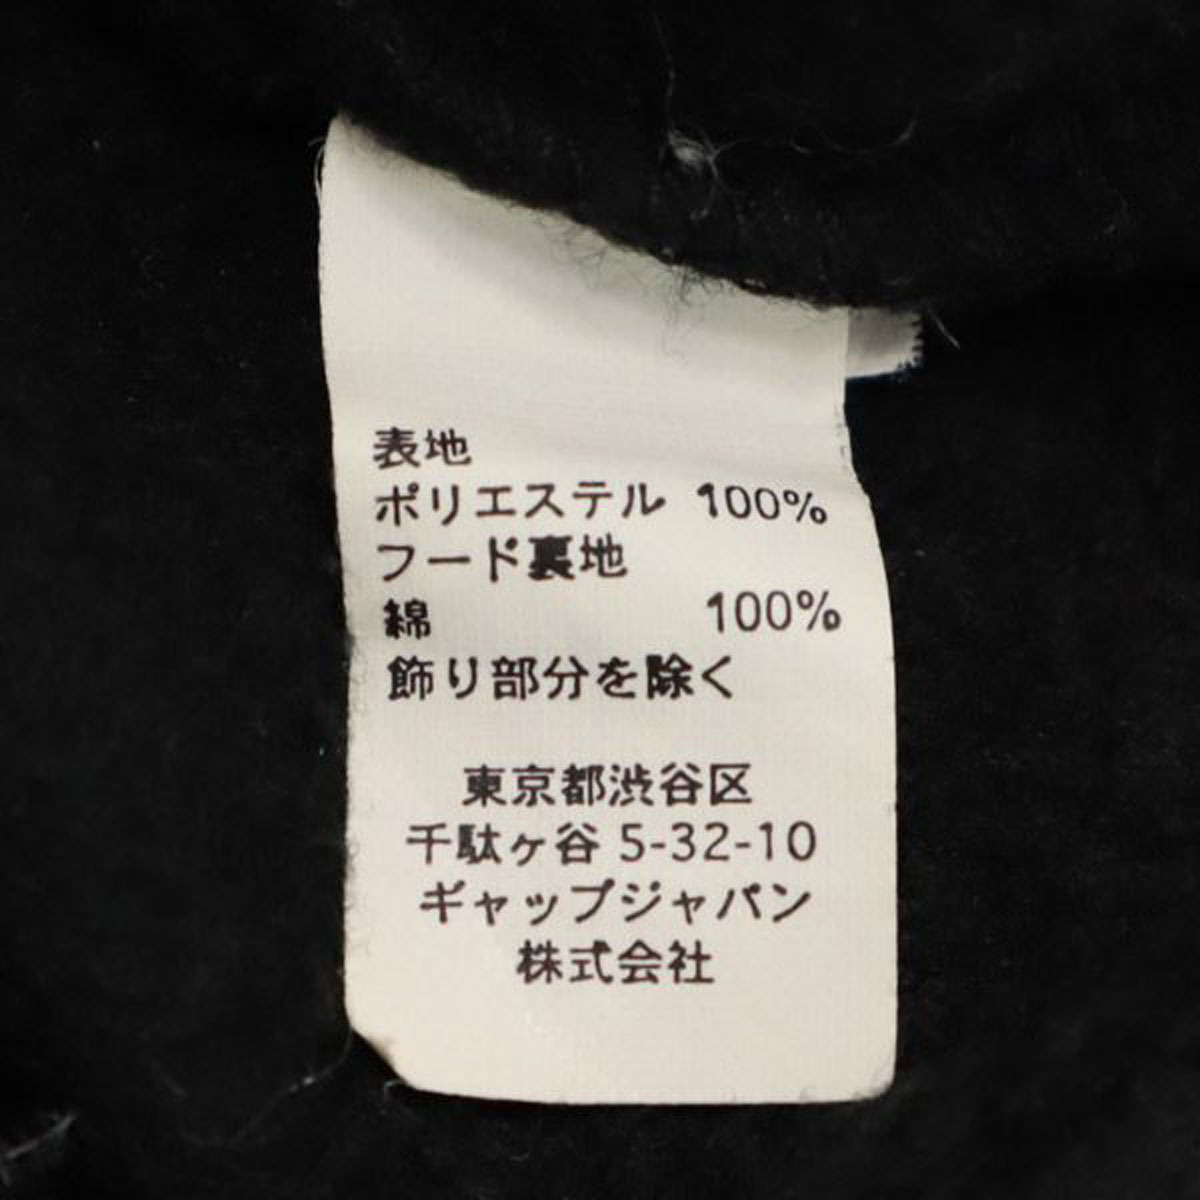 表地
ポリエステル 100%
フード裏地
綿 100%
飾り部分を除く
東京都渋谷区
千駄ヶ谷 5-32-10
ギャップジャパン
株式会社